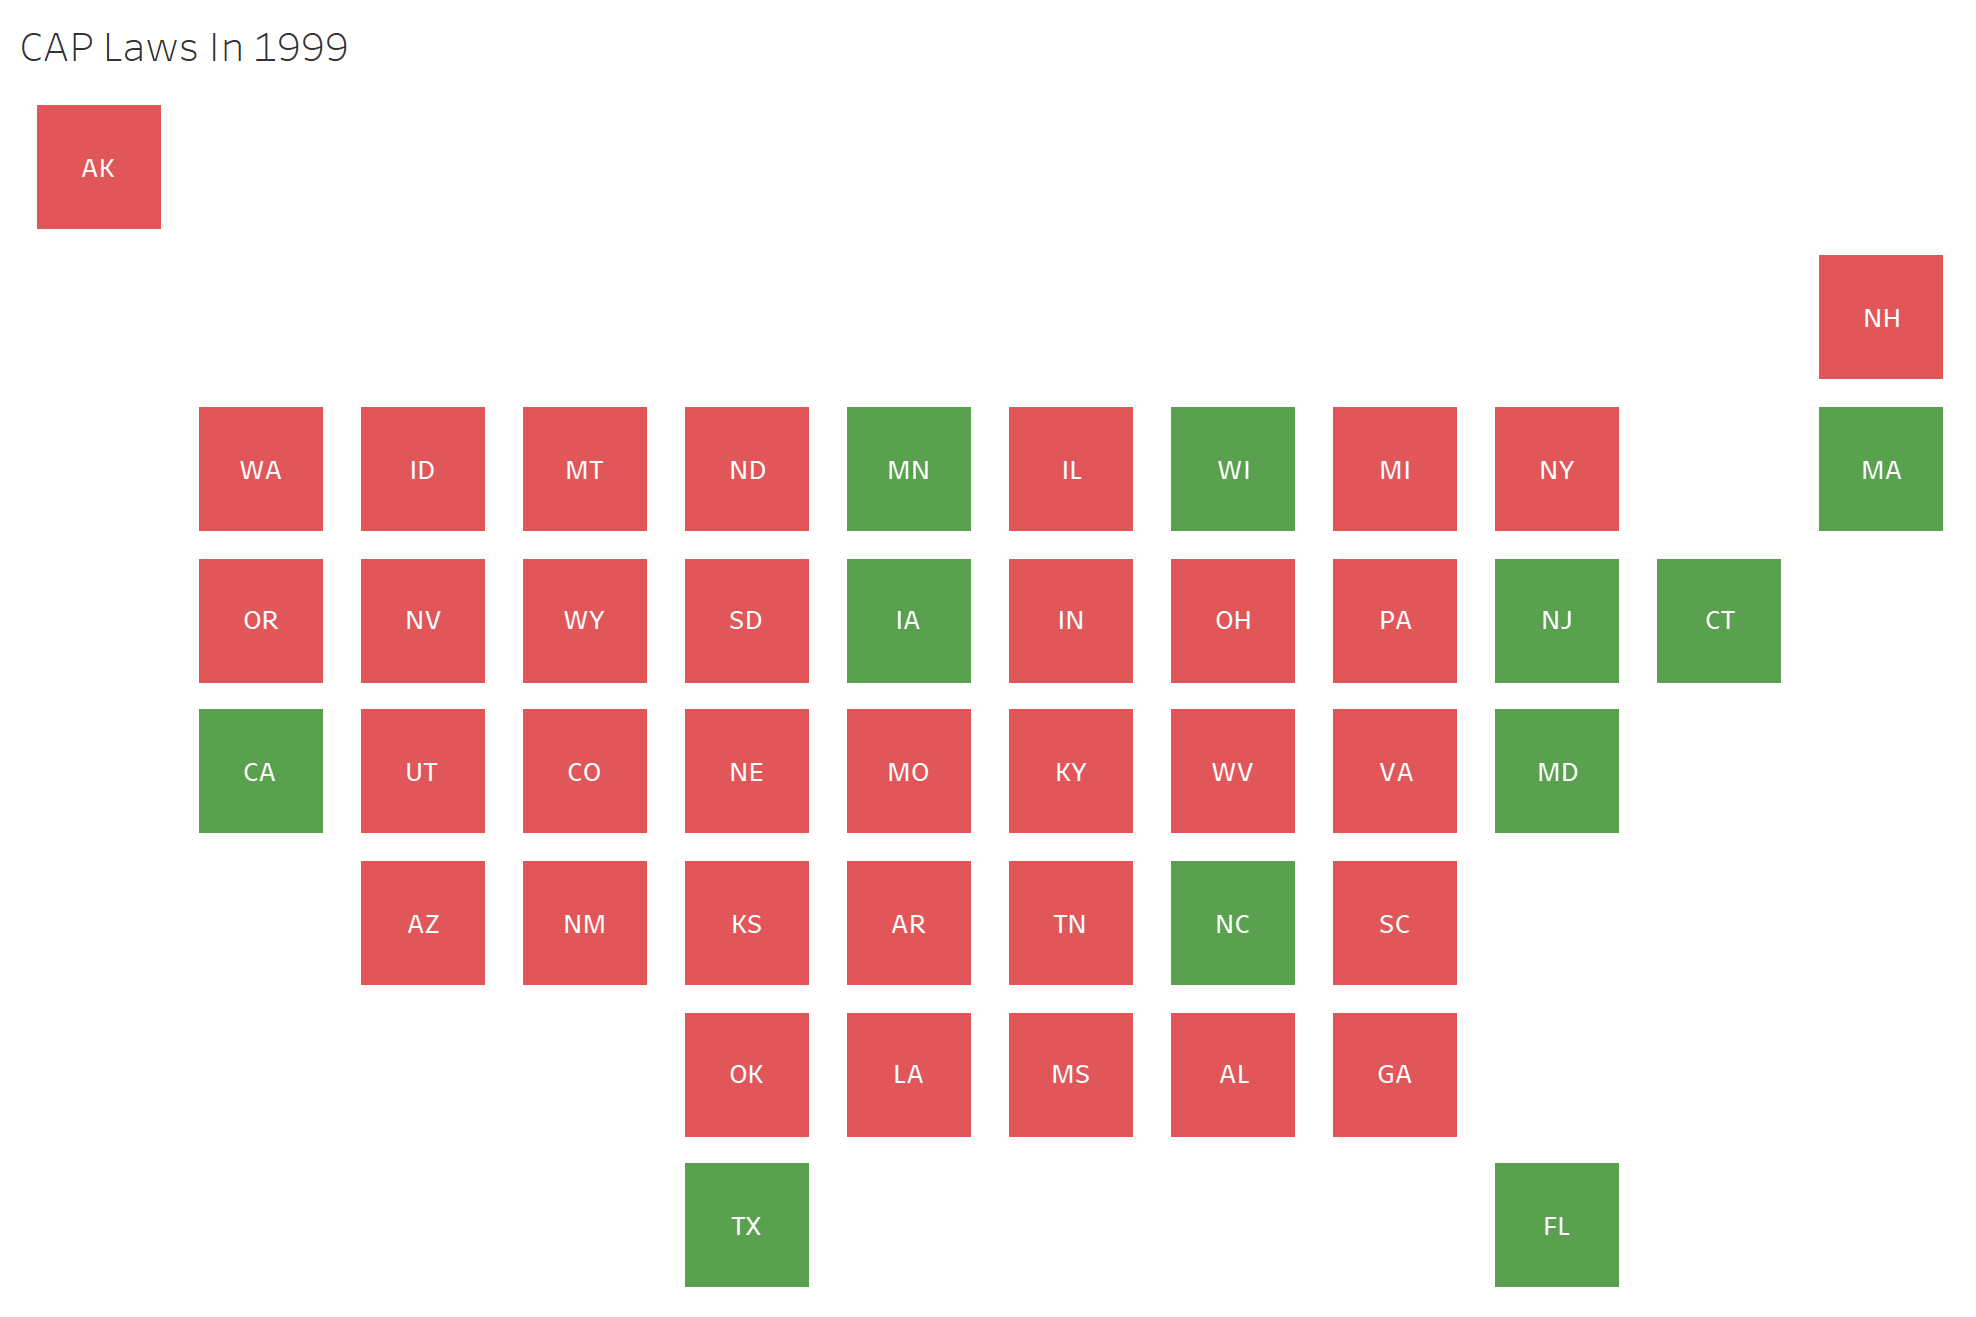 CAP Laws In 1999
AK
NH
WA ID MT ND MN IL WI MI NY MA
OR NV WY SD IA IN OH PA NJ CT
CA UT CO NE MO KY WV VA MD
AZ NM KS AR TN NC SC
OK LA MS AL GA
TX FL